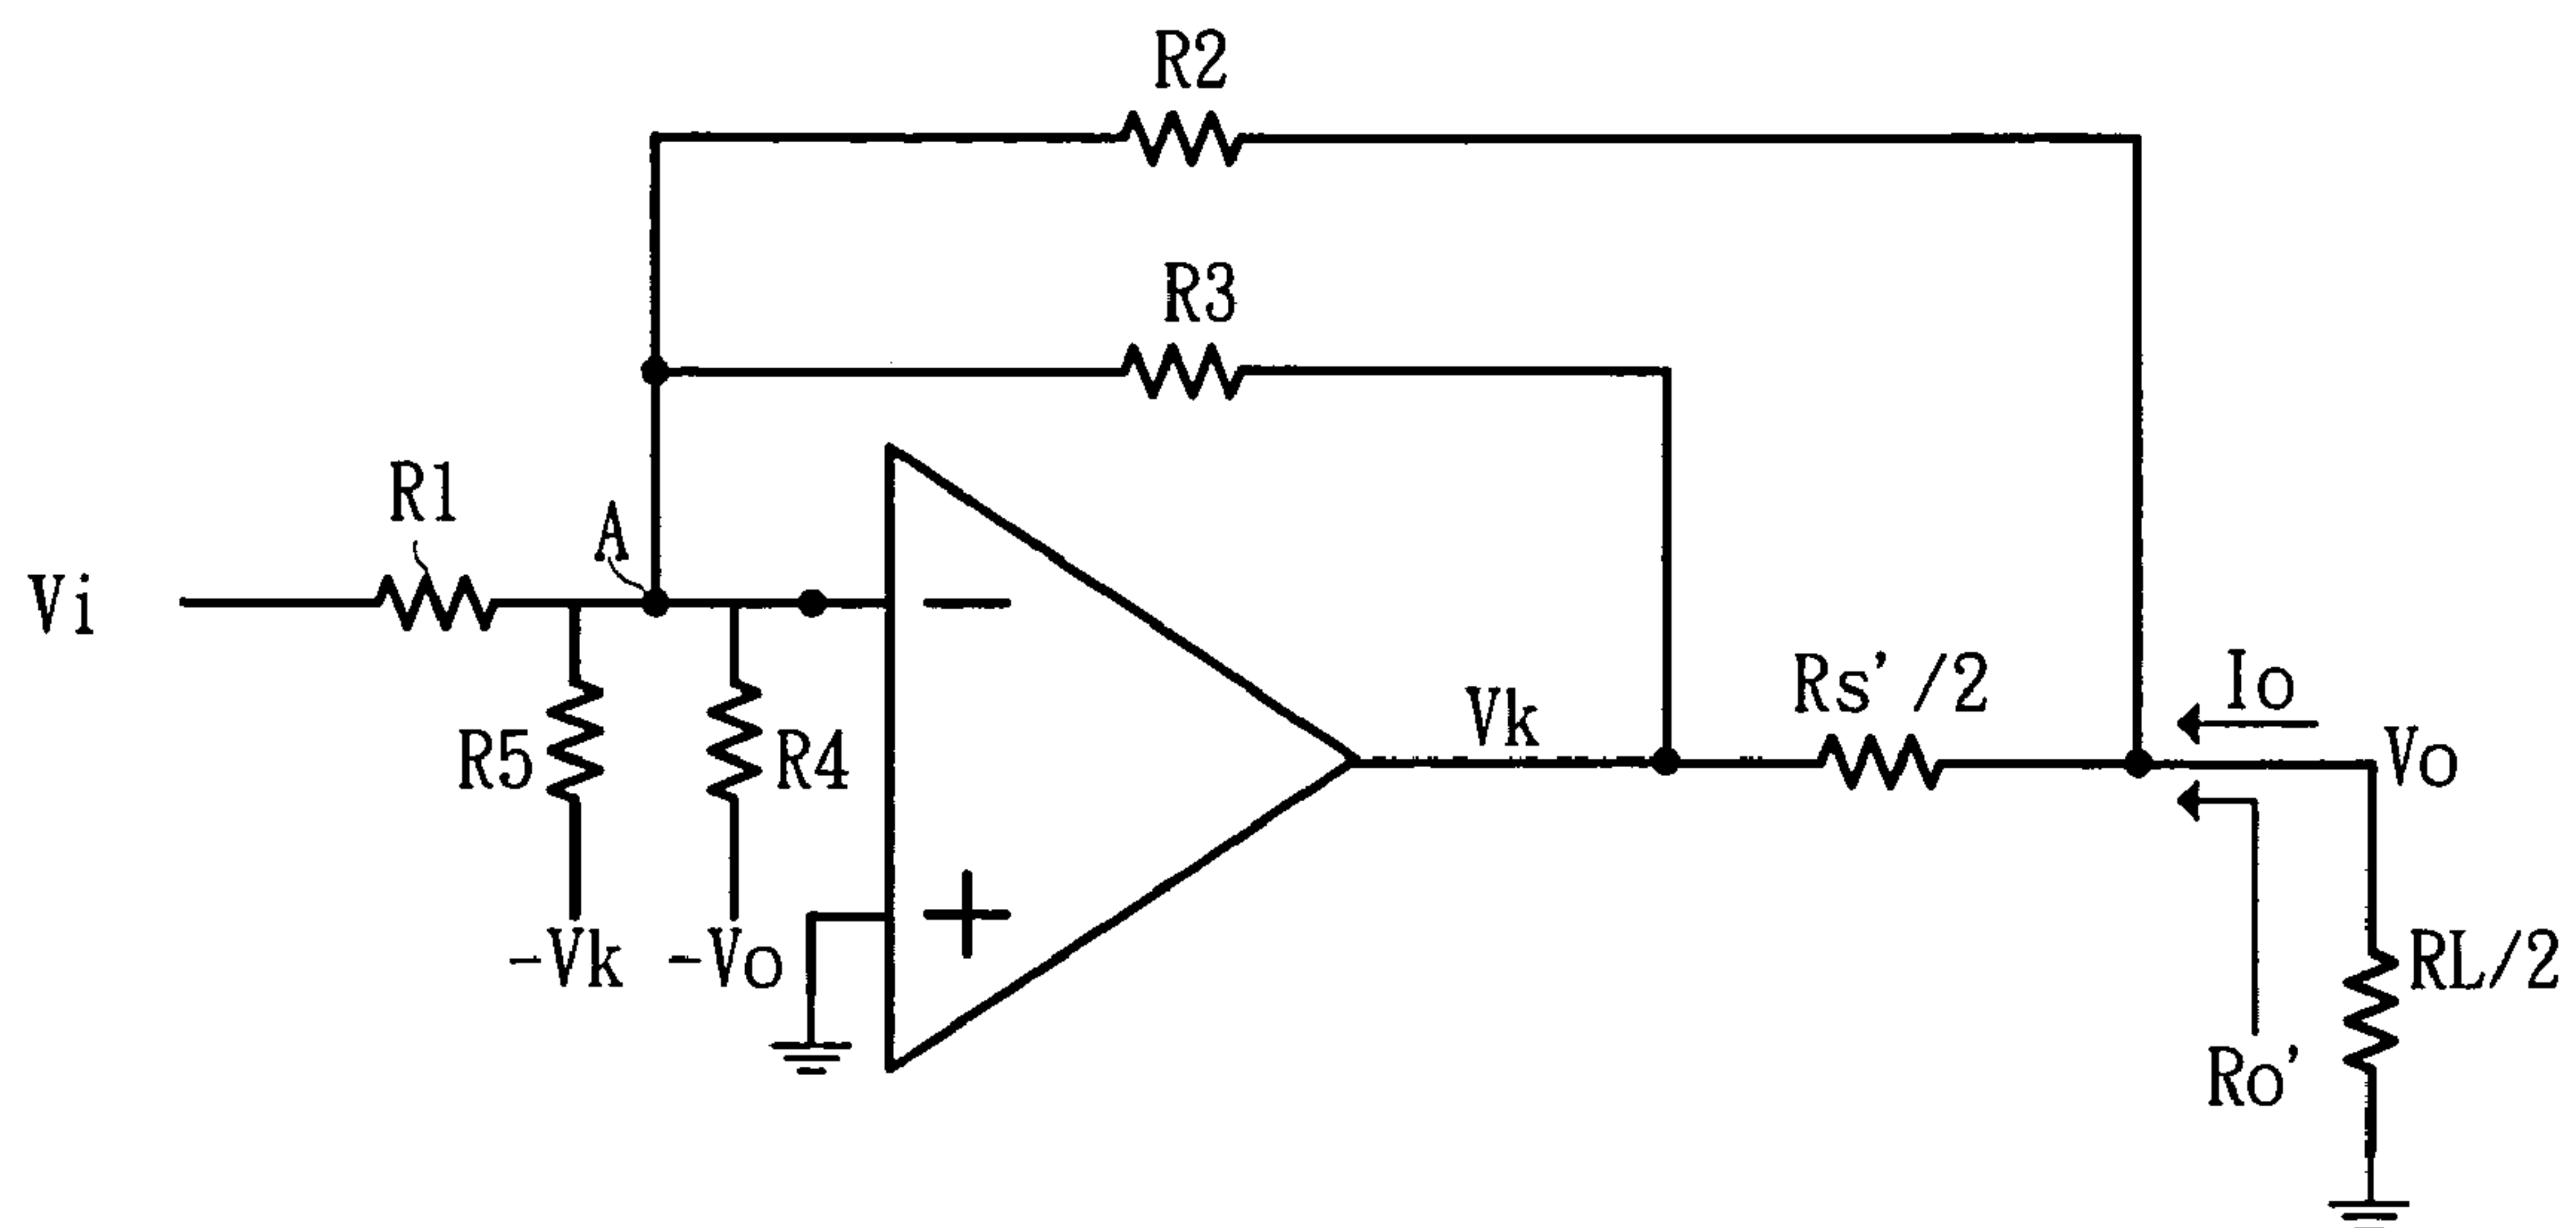 R2
R3
R1
A
Vi
−
Vk
Rs'/2
Io
Vo
R5
R4
+
-Vk
-Vo
RL/2
Ro'